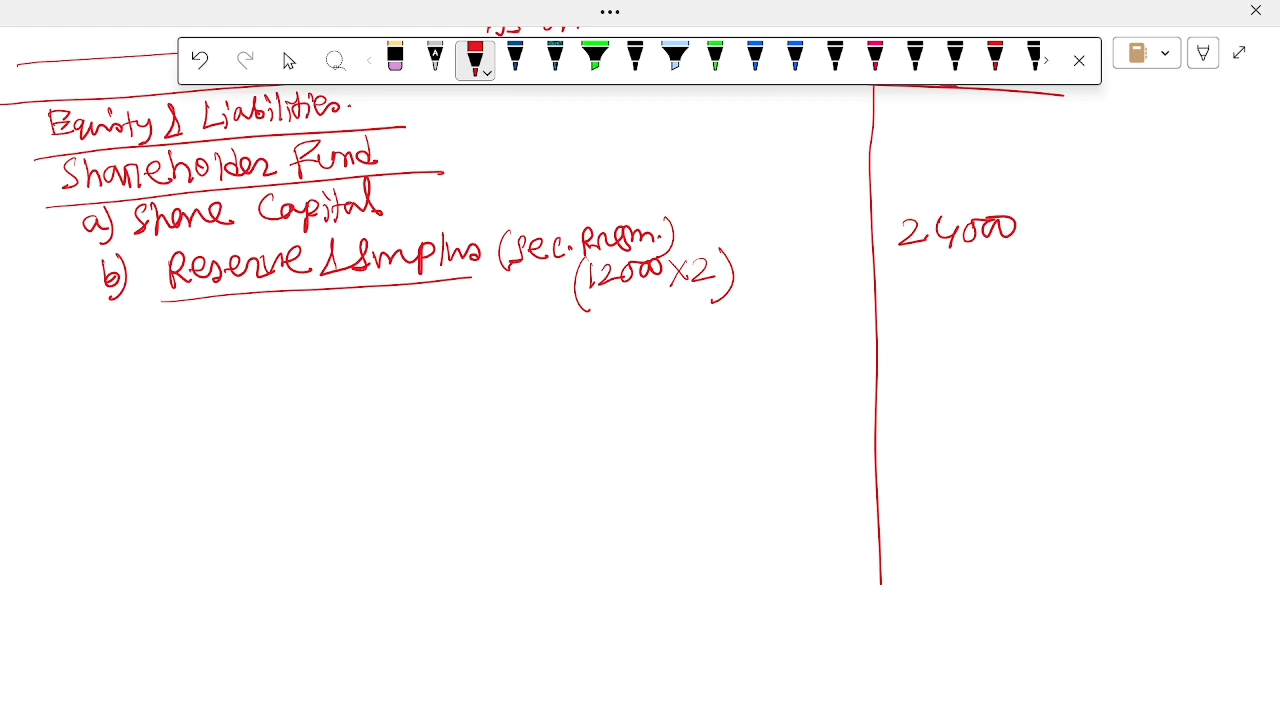 Equity & Liabilities.
Shareholder Fund
a) Share Capital
b) Reserve & Surplus (Sec. Prem.)
(12000 × 2)
24000